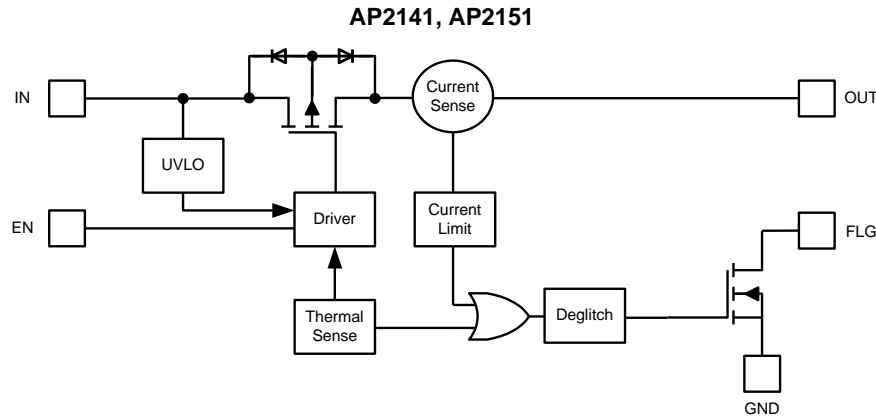 AP2141, AP2151
IN
Current
Sense
OUT
UVLO
EN
Driver
Current
Limit
FLG
Thermal
Sense
Deglitch
GND